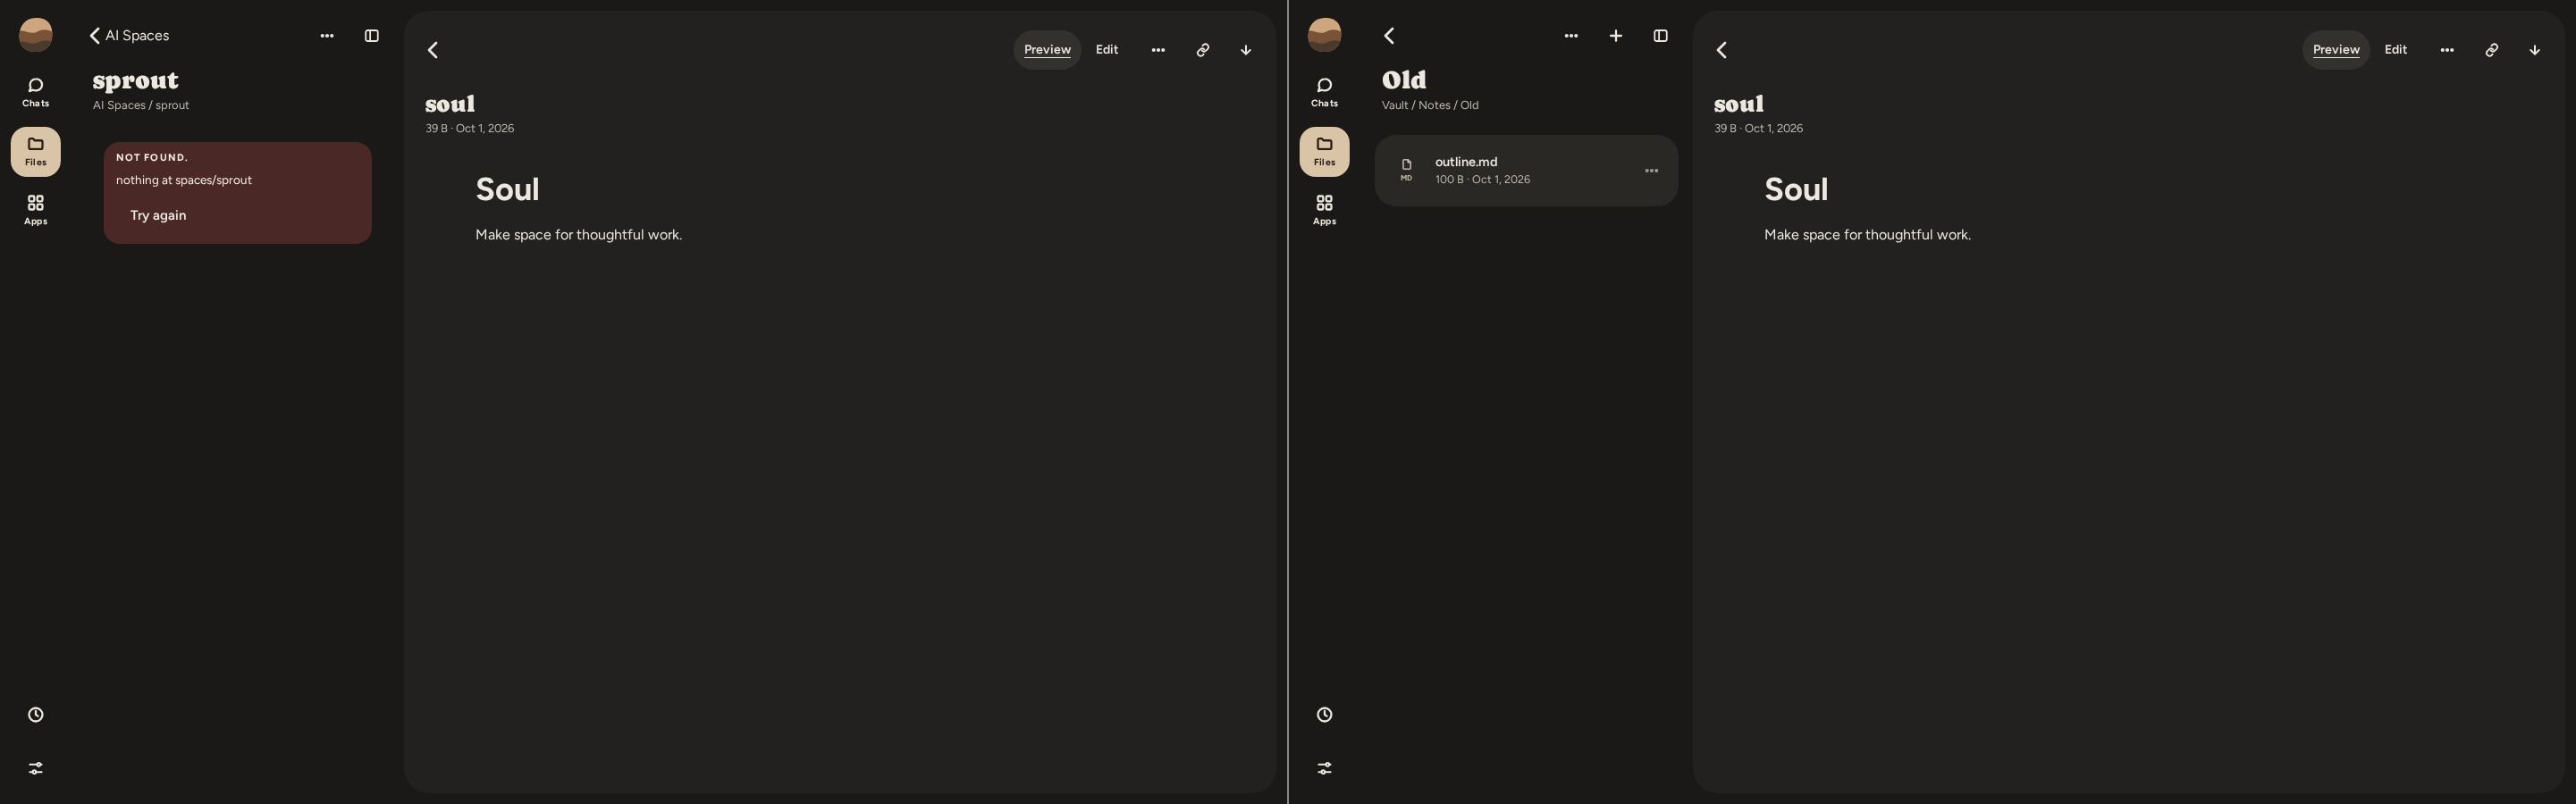 AI Spaces
sprout
AI Spaces / sprout
Chats
Files
Apps
NOT FOUND.
nothing at spaces/sprout
Try again
Preview
Edit
soul
39 B · Oct 1, 2026
Soul
Make space for thoughtful work.
Old
Vault / Notes / Old
Chats
Files
Apps
MD
outline.md
100 B · Oct 1, 2026
Preview
Edit
soul
39 B · Oct 1, 2026
Soul
Make space for thoughtful work.